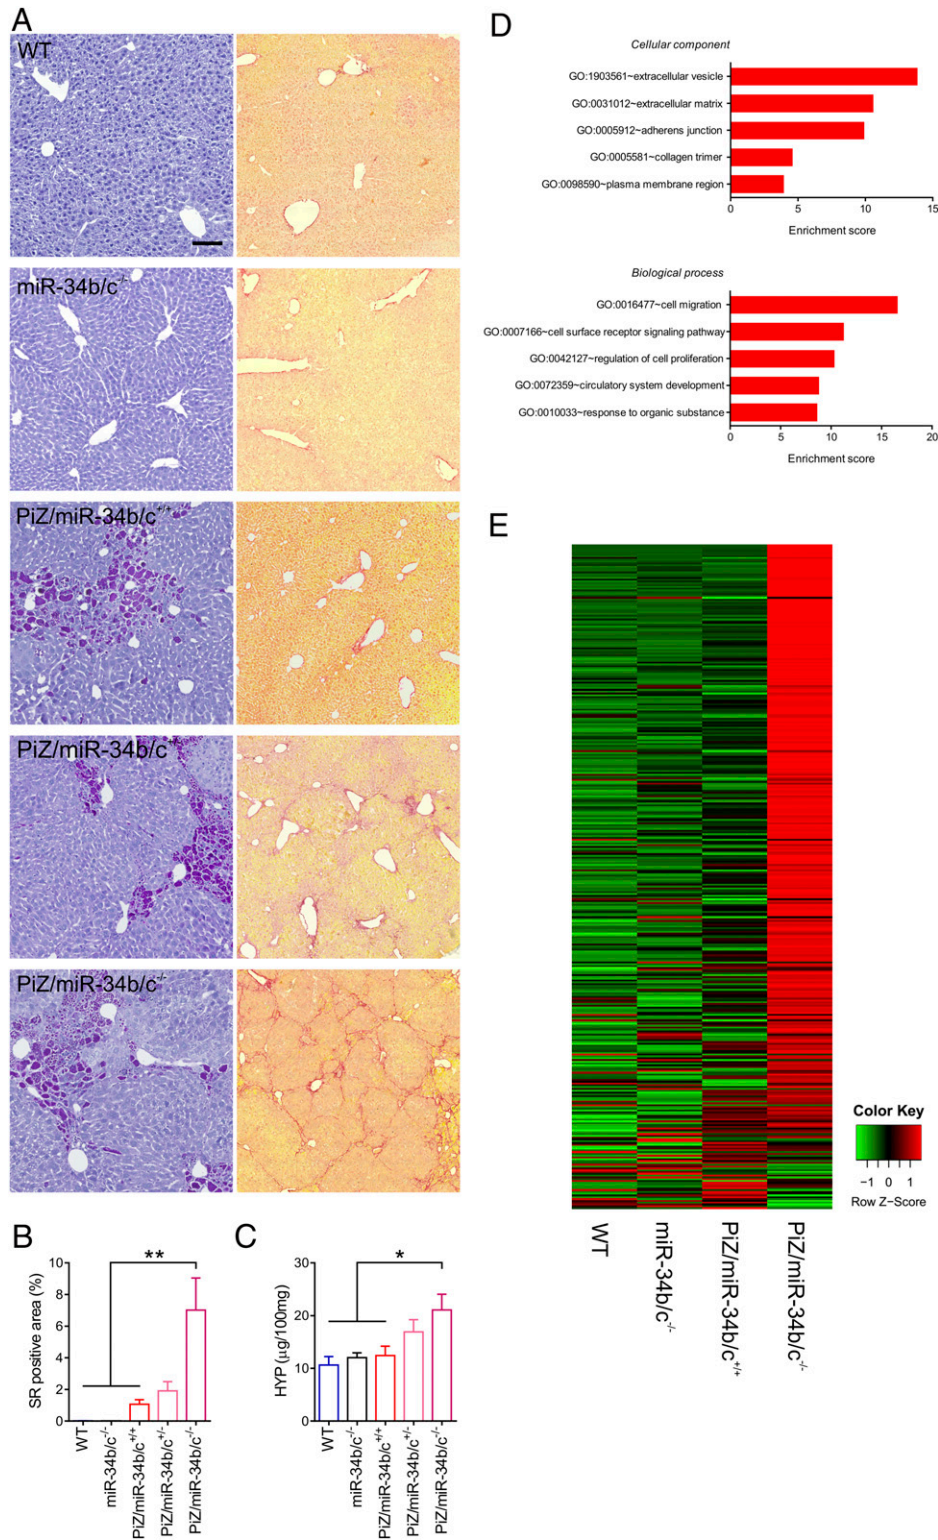 A
WT
miR-34b/c-/-
PiZ/miR-34b/c+/+
PiZ/miR-34b/c+/-
PiZ/miR-34b/c-/-
B
SR positive area (%)
10
8
6
4
2
0
**
WT
miR-34b/c-/-
PiZ/miR-34b/c+/+
PiZ/miR-34b/c+/-
PiZ/miR-34b/c-/-
C
HYP (µg/100mg)
30
20
10
0
*
WT
miR-34b/c-/-
PiZ/miR-34b/c+/+
PiZ/miR-34b/c+/-
PiZ/miR-34b/c-/-
D
Cellular component
GO:1903561~extracellular vesicle
GO:0031012~extracellular matrix
GO:0005912~adherens junction
GO:0005581~collagen trimer
GO:0098590~plasma membrane region
0 5 10 15
Enrichment score
Biological process
GO:0016477~cell migration
GO:0007166~cell surface receptor signaling pathway
GO:0042127~regulation of cell proliferation
GO:0072359~circulatory system development
GO:0010033~response to organic substance
0 5 10 15 20
Enrichment score
E
Color Key
−1 0 1
Row Z−Score
WT
miR-34b/c-/-
PiZ/miR-34b/c+/+
PiZ/miR-34b/c-/-